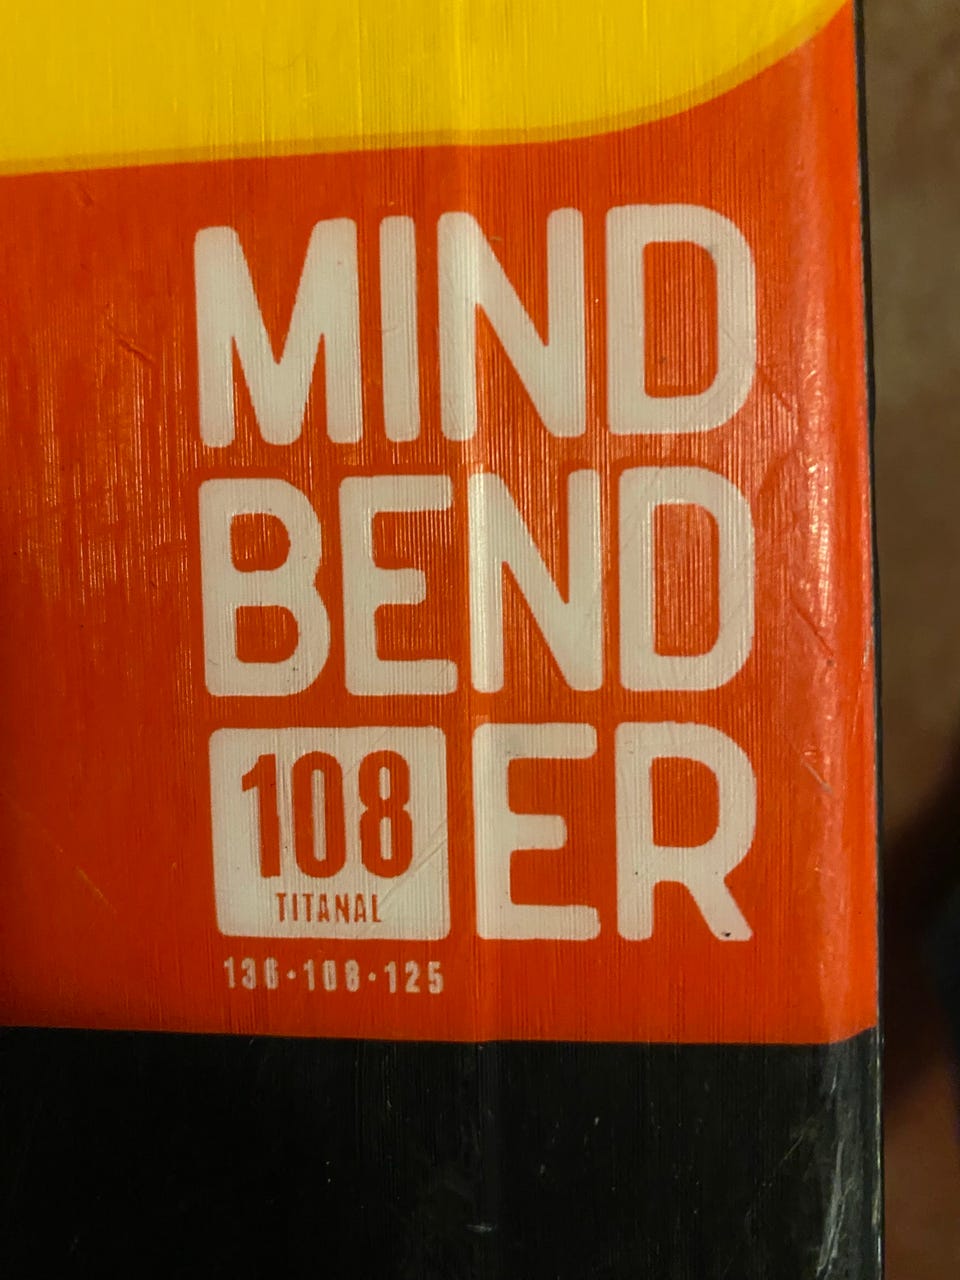 MIND
BEND
108 TITANAL ER
136•108•125